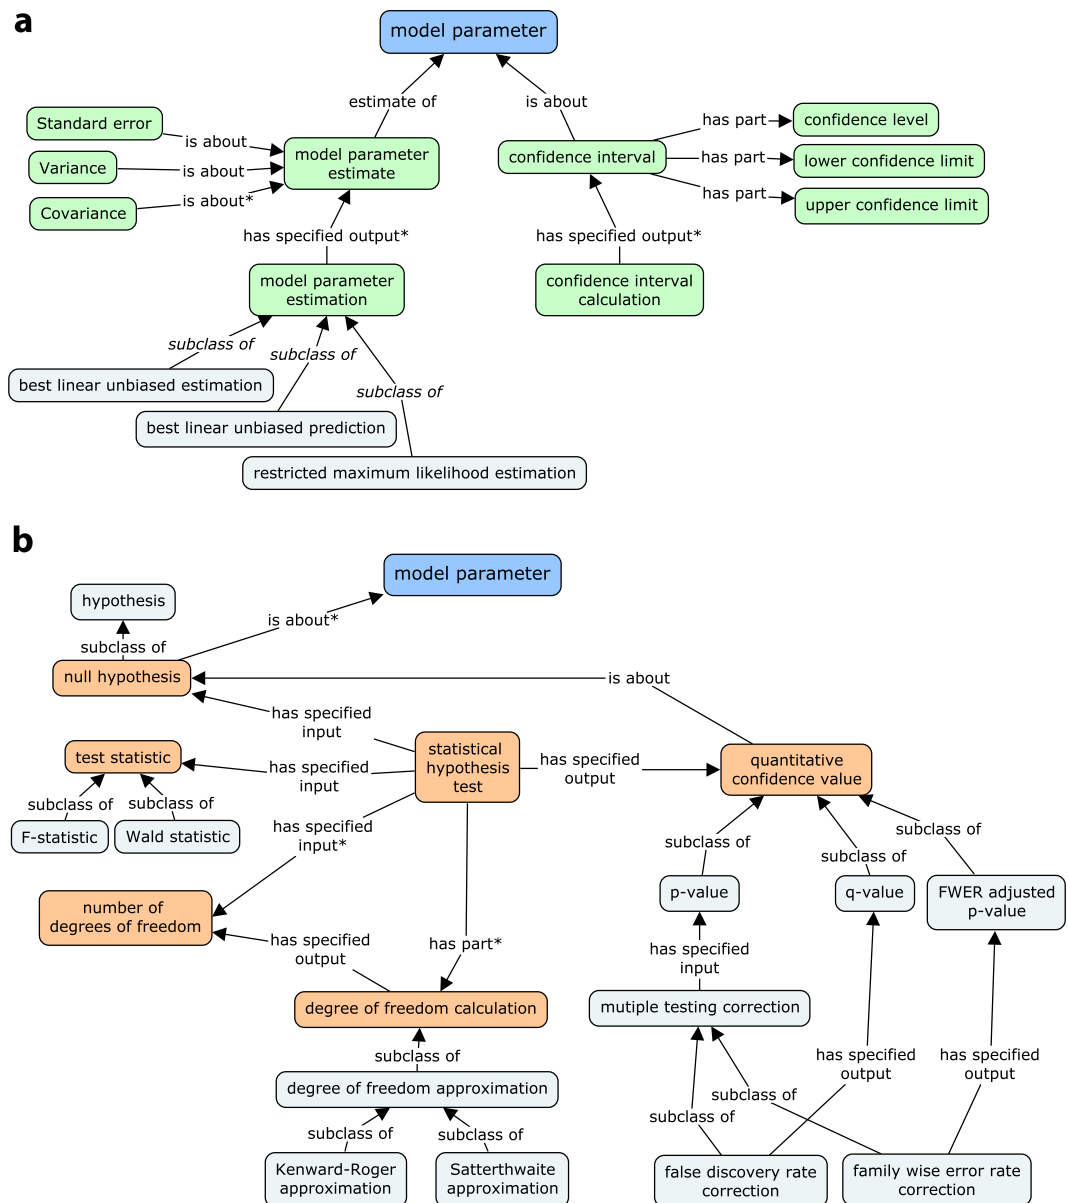 a
model parameter
estimate of
is about
Standard error
Variance
Covariance
is about
is about
is about*
model parameter
estimate
confidence interval
has part
has part
has part
confidence level
lower confidence limit
upper confidence limit
has specified output*
has specified output*
model parameter
estimation
confidence interval
calculation
subclass of
subclass of
subclass of
best linear unbiased estimation
best linear unbiased prediction
restricted maximum likelihood estimation
b
model parameter
hypothesis
is about*
subclass of
null hypothesis
is about
has specified
input
test statistic
has specified
input
statistical
hypothesis
test
has specified
output
quantitative
confidence value
subclass of
subclass of
F-statistic
Wald statistic
has specified
input*
subclass of
subclass of
subclass of
number of
degrees of freedom
p-value
q-value
FWER adjusted
p-value
has specified
output
has part*
has specified
input
degree of freedom calculation
mutiple testing correction
subclass of
has specified
output
has specified
output
degree of freedom approximation
subclass of
subclass of
subclass of
subclass of
Kenward-Roger
approximation
Satterthwaite
approximation
false discovery rate
correction
family wise error rate
correction